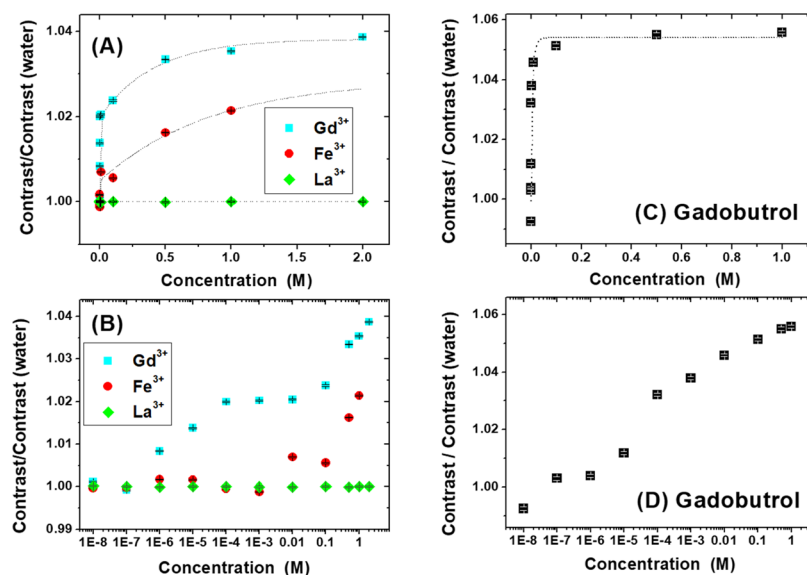 (A)
Contrast/Contrast (water)
1.04
1.02
1.00
Gd3+
Fe3+
La3+
0.0 0.5 1.0 1.5 2.0
Concentration (M)
(C) Gadobutrol
Contrast / Contrast (water)
1.06
1.04
1.02
1.00
0.0 0.2 0.4 0.6 0.8 1.0
Concentration (M)
(B)
Contrast/Contrast (water)
1.04
1.03
1.02
1.01
1.00
0.99
Gd3+
Fe3+
La3+
1E-8 1E-7 1E-6 1E-5 1E-4 1E-3 0.01 0.1 1
Concentration (M)
(D) Gadobutrol
Contrast / Contrast (water)
1.06
1.04
1.02
1.00
1E-8 1E-7 1E-6 1E-5 1E-4 1E-3 0.01 0.1 1
Concentration (M)